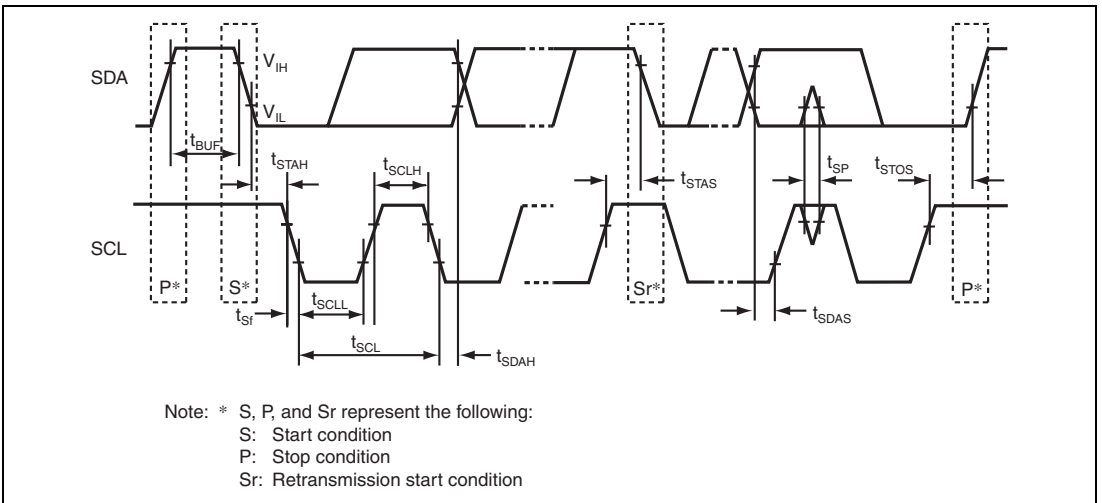 SDA
V_IH
V_IL
t_BUF
t_STAH
t_SCLH
t_STAS
t_SP
t_STOS
SCL
P*
S*
Sr*
P*
t_Sf
t_SCLL
t_SCL
t_SDAH
t_SDAS
Note: * S, P, and Sr represent the following:
S: Start condition
P: Stop condition
Sr: Retransmission start condition